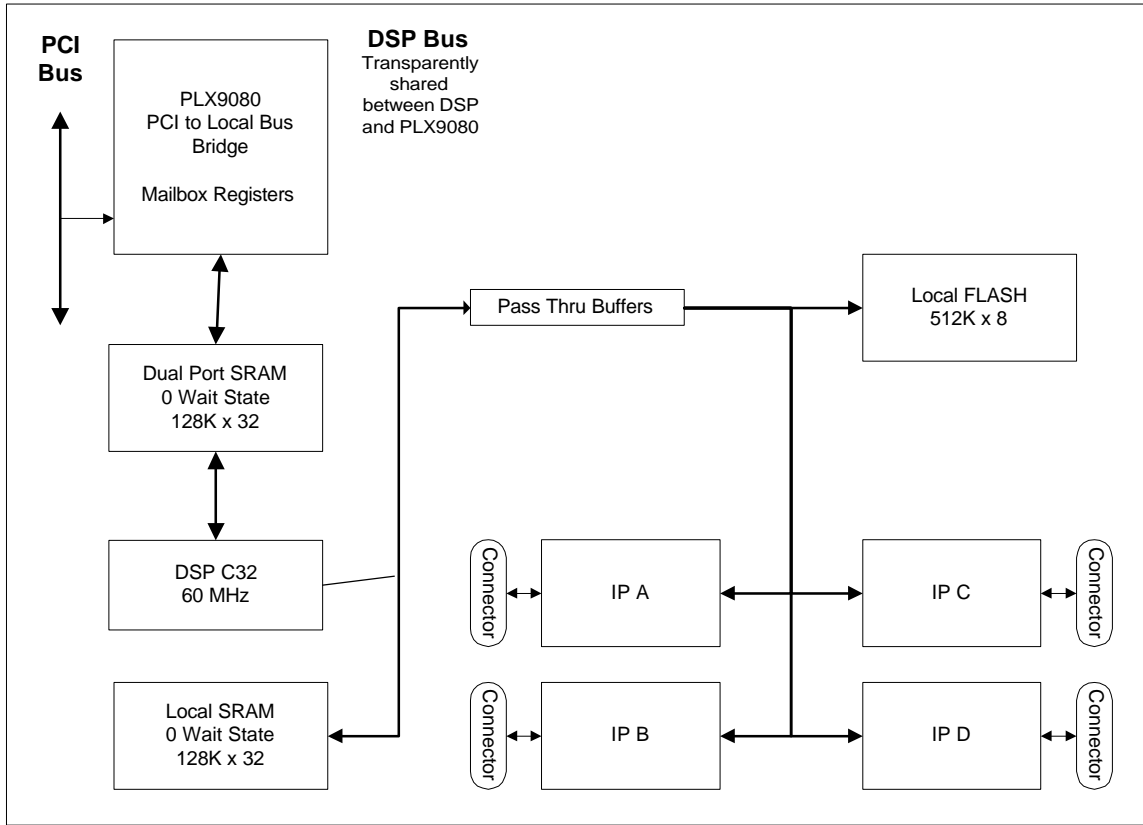 PCI
Bus
PLX9080
PCI to Local Bus
Bridge
Mailbox Registers
DSP Bus
Transparently
shared
between DSP
and PLX9080
Pass Thru Buffers
Local FLASH
512K x 8
Dual Port SRAM
0 Wait State
128K x 32
DSP C32
60 MHz
Connector
IP A
IP C
Connector
Local SRAM
0 Wait State
128K x 32
Connector
IP B
IP D
Connector